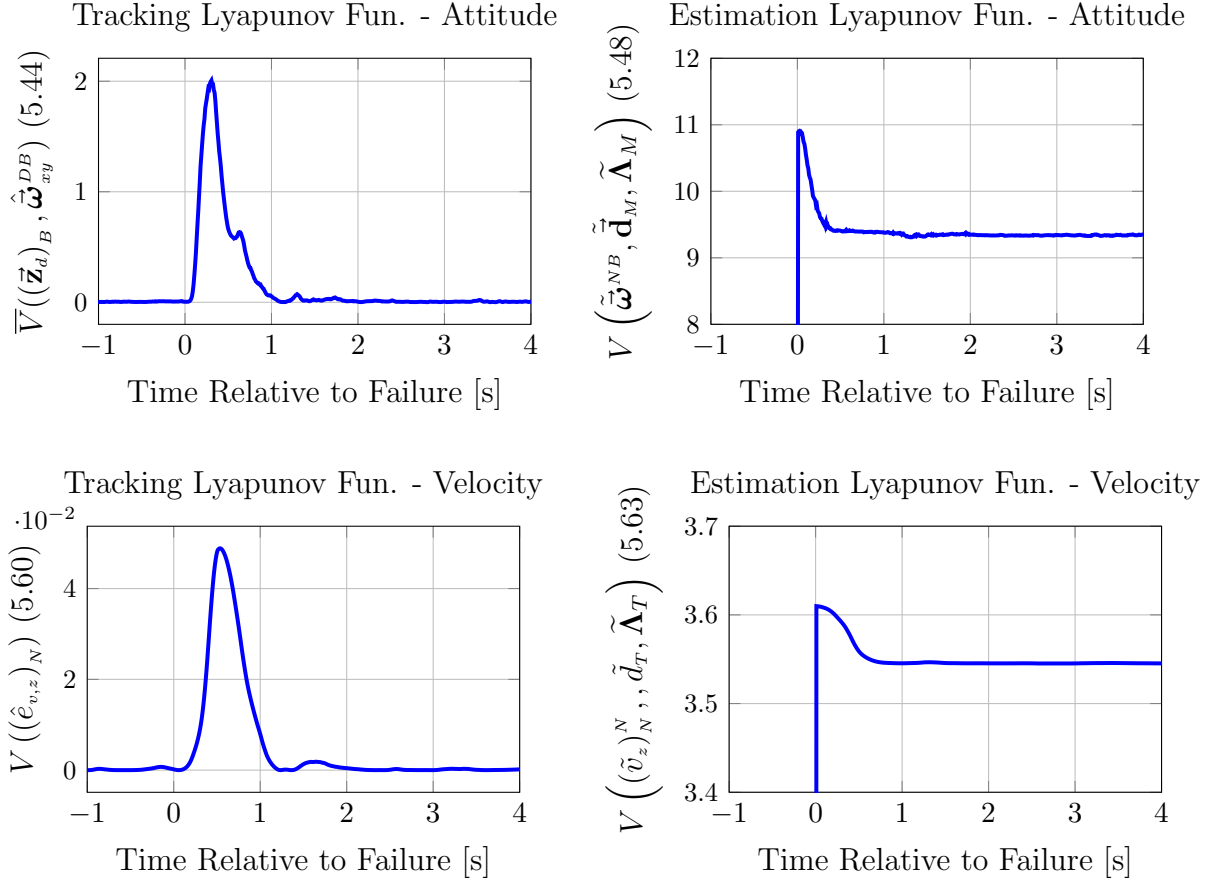 Tracking Lyapunov Fun. - Attitude
V̅((z⃗_d)_B, ω̂⃗^{DB}_{xy}) (5.44)
2
1
0
−1 0 1 2 3 4
Time Relative to Failure [s]
Estimation Lyapunov Fun. - Attitude
V(ω̃⃗^{NB}, d̃⃗_M, Λ̃_M) (5.48)
12
11
10
9
8
−1 0 1 2 3 4
Time Relative to Failure [s]
Tracking Lyapunov Fun. - Velocity
·10^{−2}
V((ê_{v,z})_N) (5.60)
4
2
0
−1 0 1 2 3 4
Time Relative to Failure [s]
Estimation Lyapunov Fun. - Velocity
V((ṽ_z)^N_N, , d̃_T, Λ̃_T) (5.63)
3.7
3.6
3.5
3.4
−1 0 1 2 3 4
Time Relative to Failure [s]